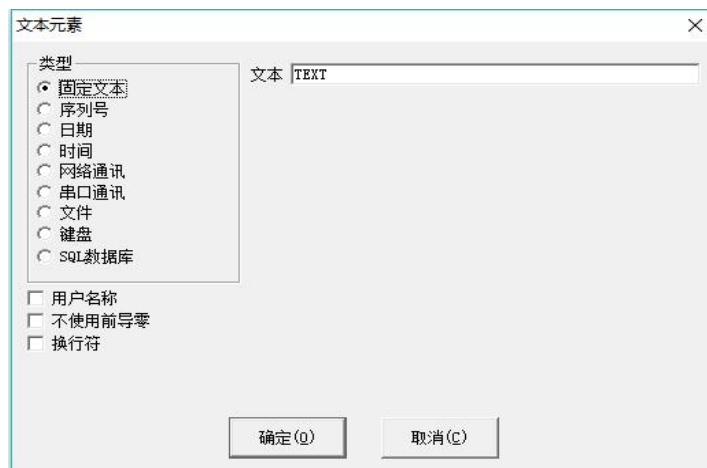 文本元素
类型
固定文本
序列号
日期
时间
网络通讯
串口通讯
文件
键盘
SQL数据库
文本 TEXT
用户名称
不使用前导零
换行符
确定(O) 取消(C)